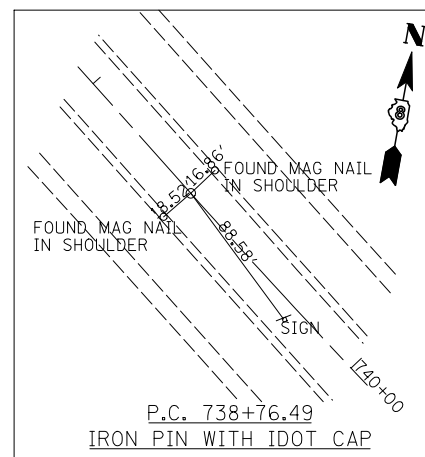 N
8
16.86'
18.52'
FOUND MAG NAIL
IN SHOULDER
FOUND MAG NAIL
IN SHOULDER
88.58'
SIGN
740+00
P.C. 738+76.49
IRON PIN WITH IDOT CAP